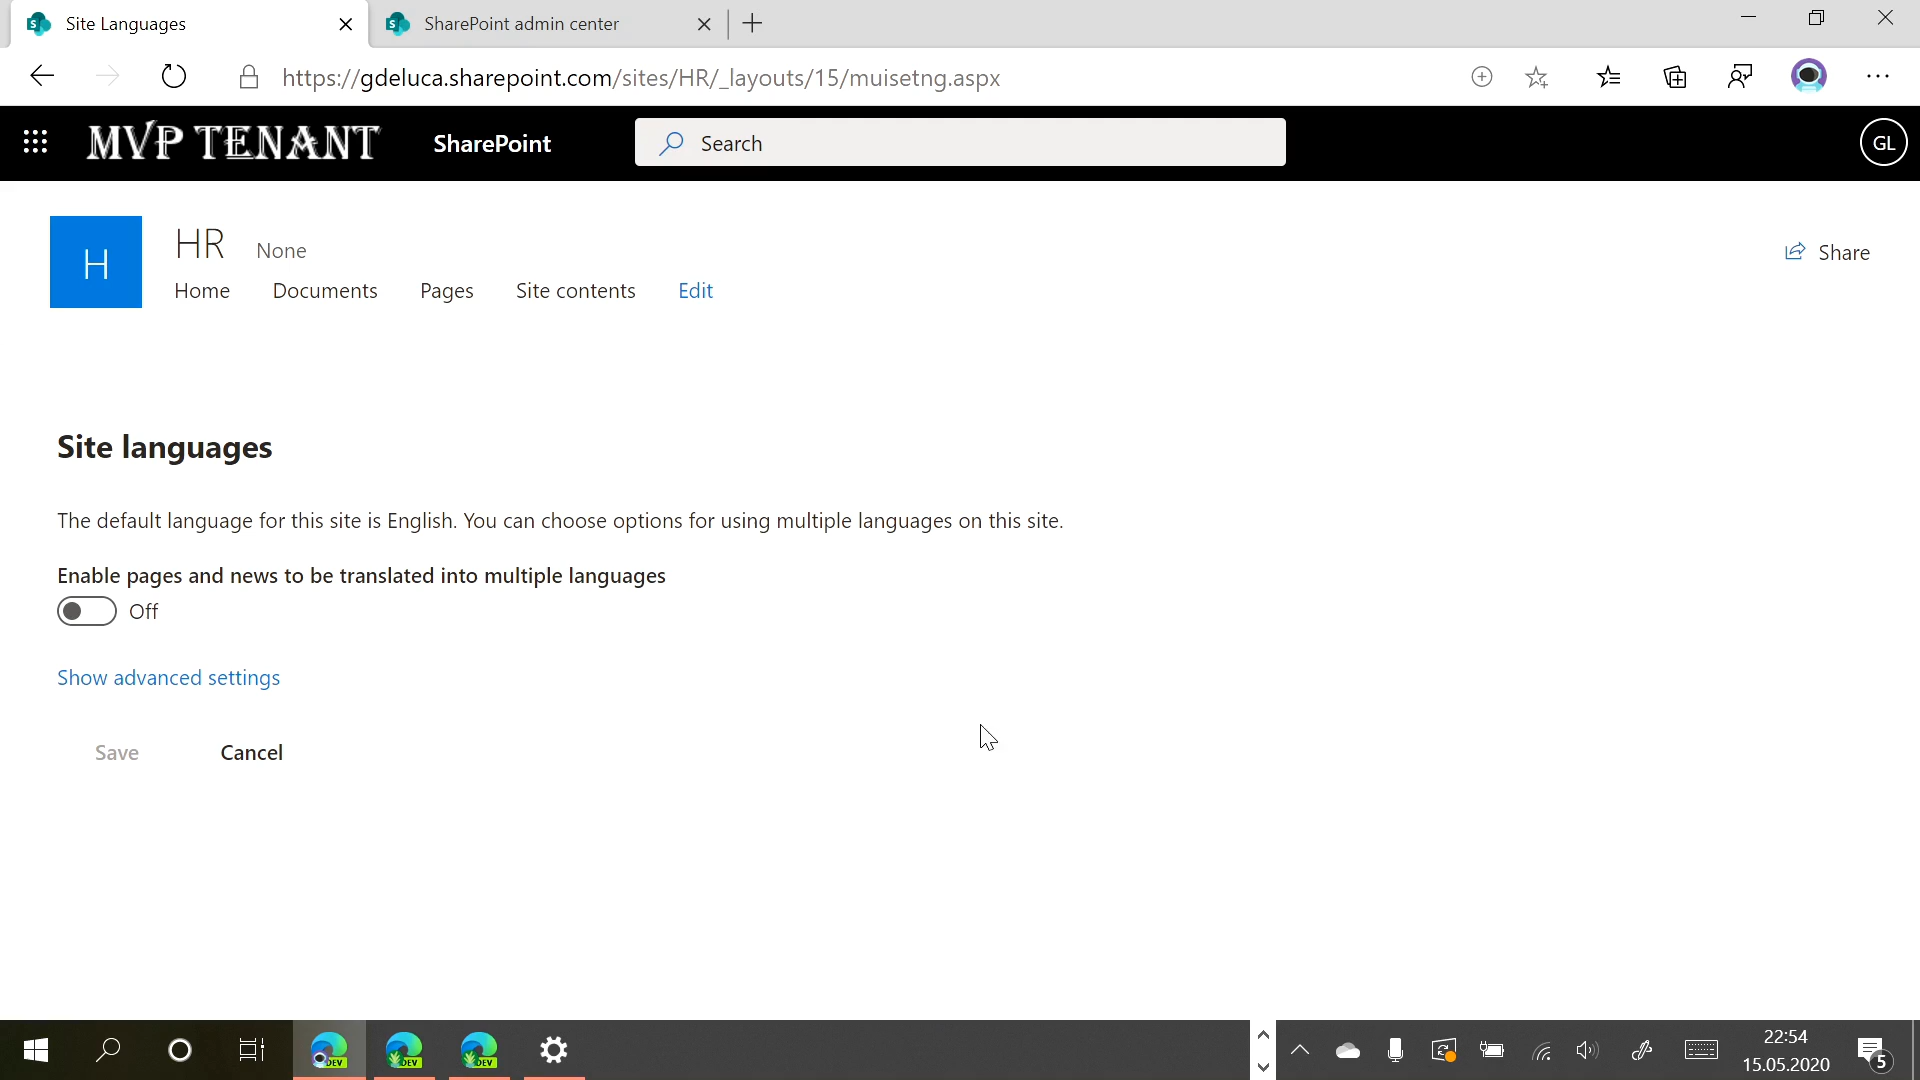 Site Languages
SharePoint admin center
https://gdeluca.sharepoint.com/sites/HR/_layouts/15/muisetng.aspx
MVP TENANT
SharePoint
Search
GL
H
HR None
Share
Home Documents Pages Site contents Edit
Site languages
The default language for this site is English. You can choose options for using multiple languages on this site.
Enable pages and news to be translated into multiple languages
Off
Show advanced settings
Save Cancel
DEV DEV DEV
22:54
15.05.2020
5